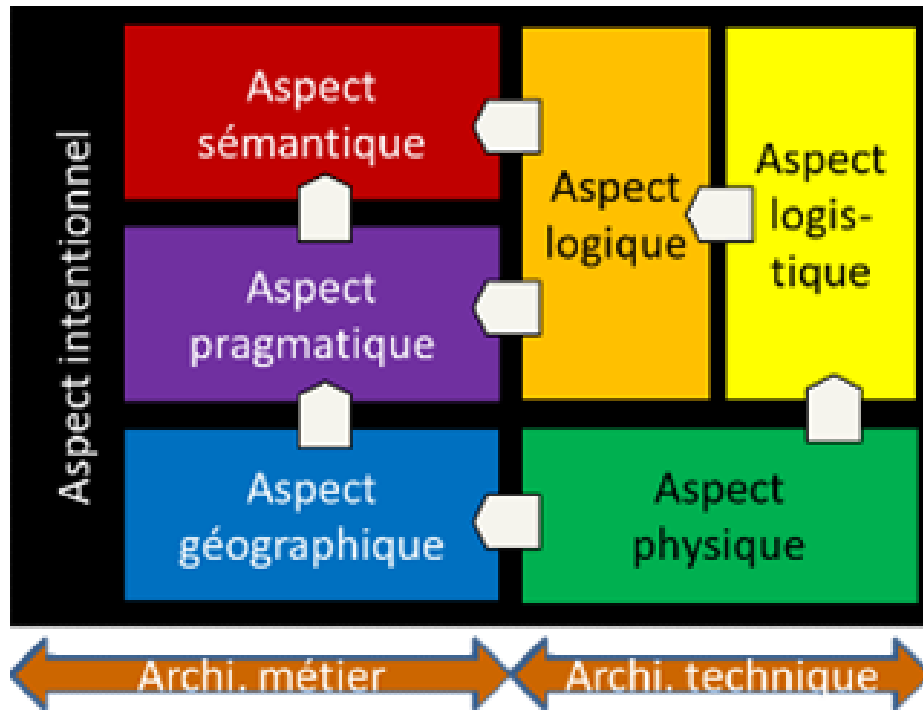 Aspect intentionnel
Aspect
sémantique
Aspect
pragmatique
Aspect
géographique
Aspect
logique
Aspect
logis-
tique
Aspect
physique
Archi. métier
Archi. technique